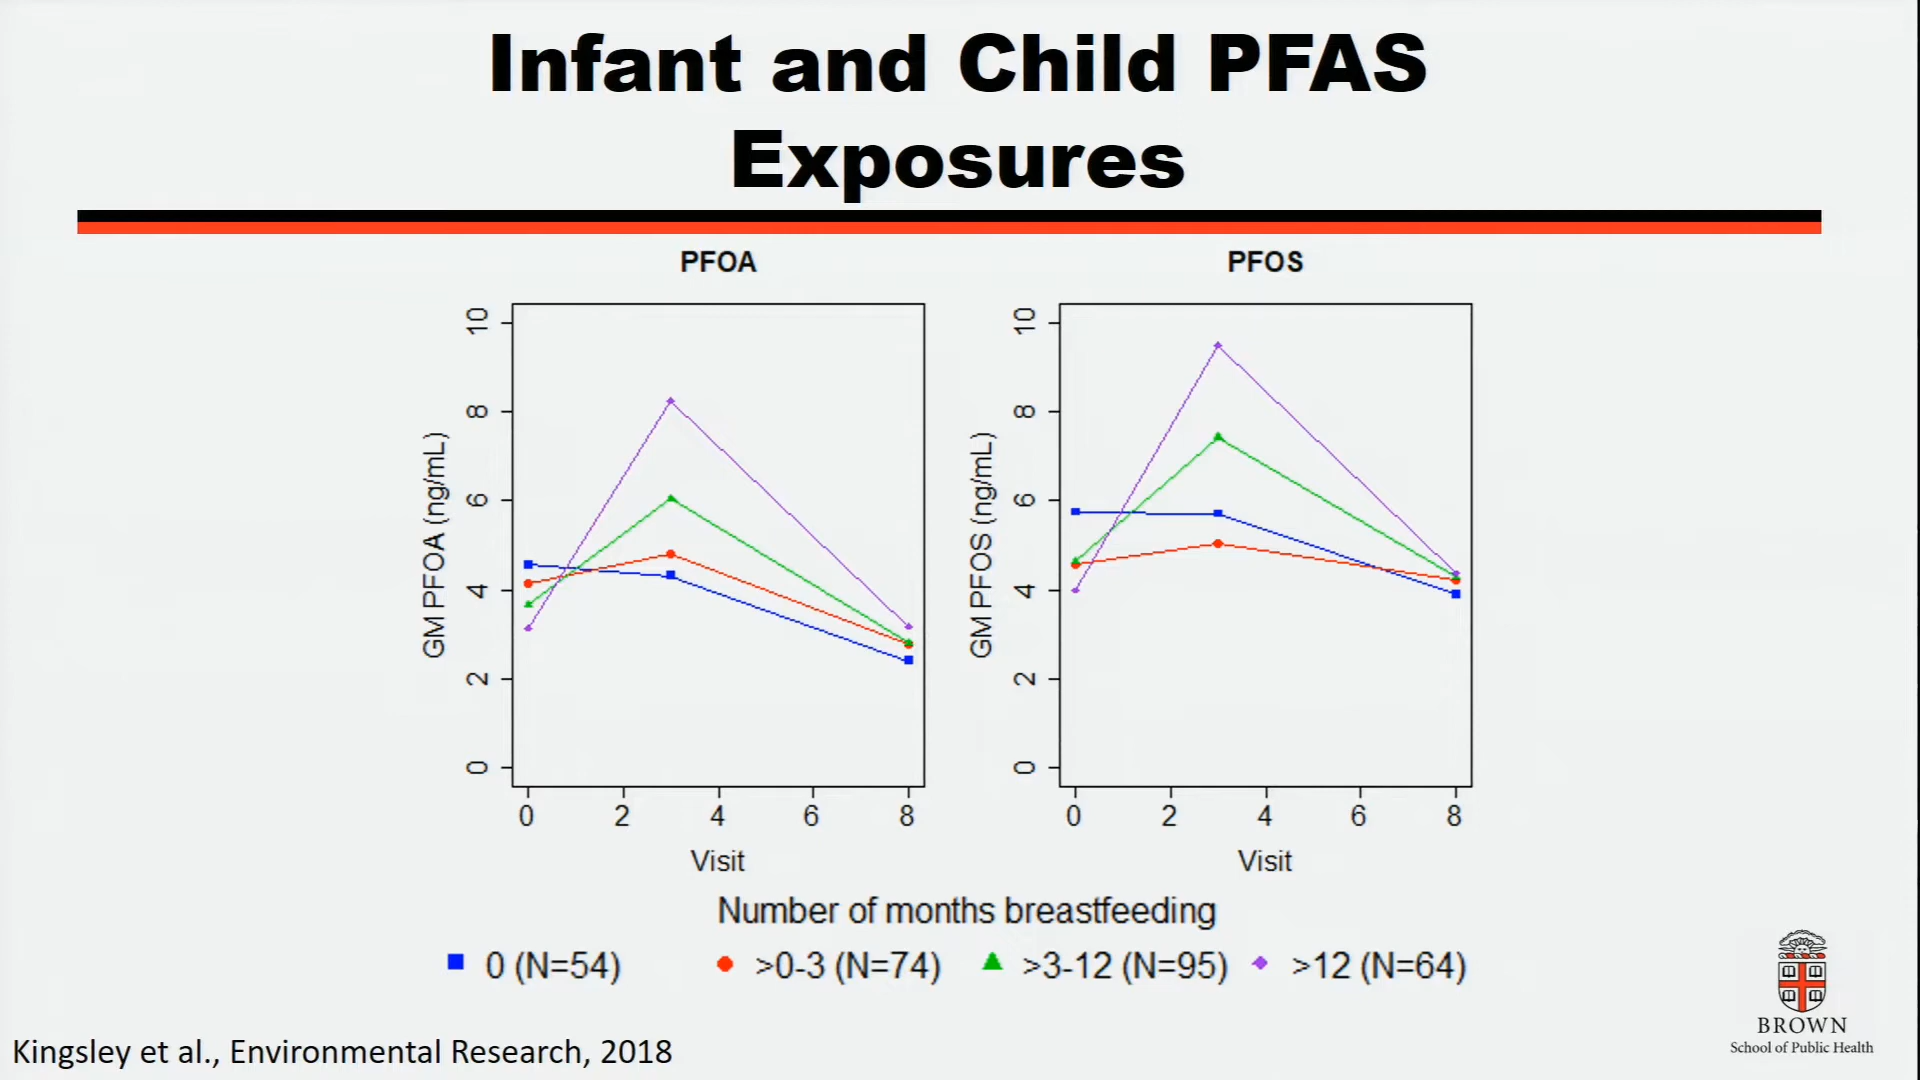 Infant and Child PFAS
Exposures
PFOA
PFOS
GM PFOA (ng/mL)
10
8
6
4
2
0
0 2 4 6 8
Visit
GM PFOS (ng/mL)
10
8
6
4
2
0
0 2 4 6 8
Visit
Number of months breastfeeding
0 (N=54) >0-3 (N=74) >3-12 (N=95) >12 (N=64)
Kingsley et al., Environmental Research, 2018
BROWN
School of Public Health